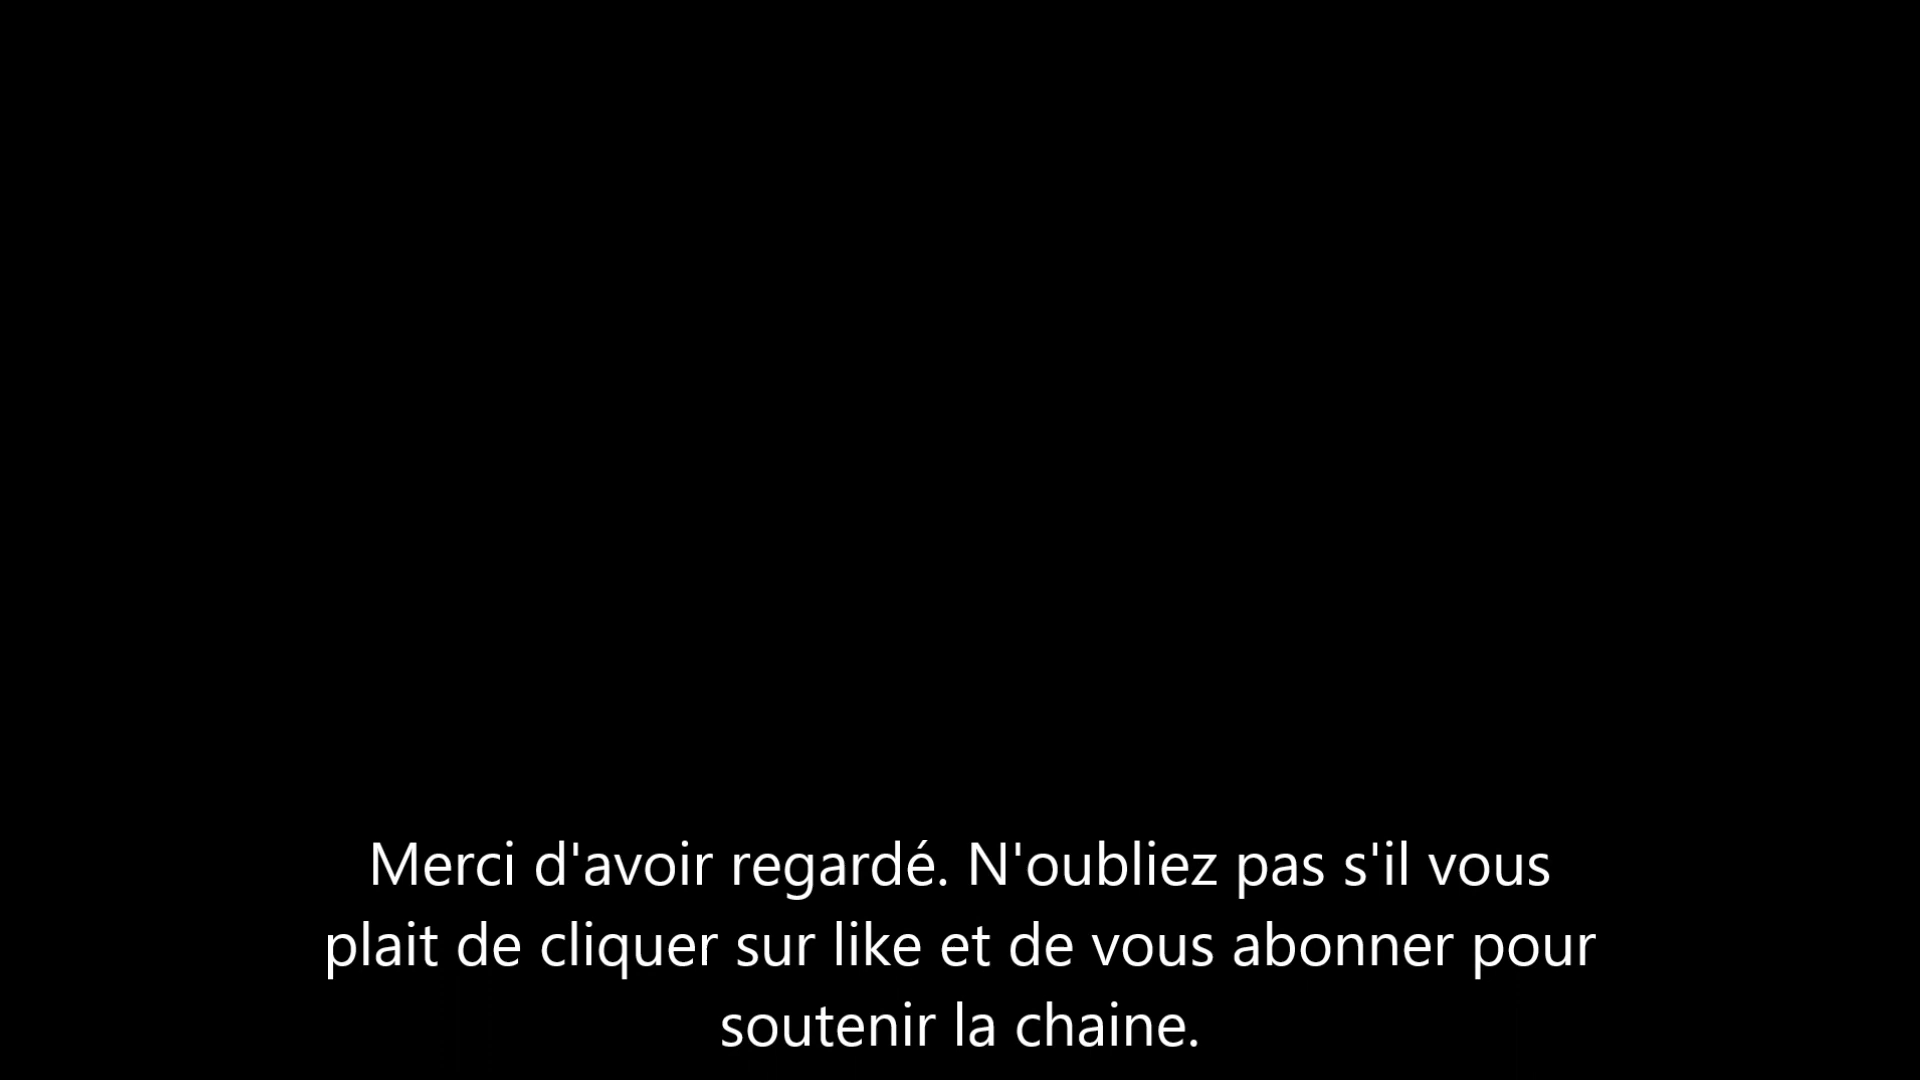 Merci d'avoir regardé. N'oubliez pas s'il vous
plait de cliquer sur like et de vous abonner pour
soutenir la chaine.